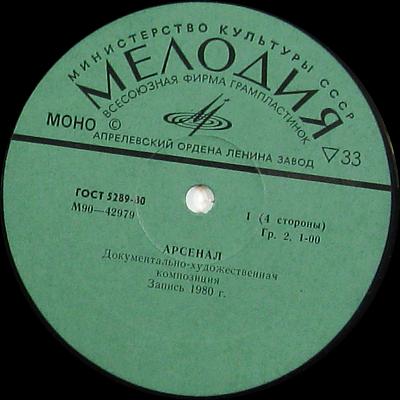 МИНИСТЕРСТВО КУЛЬТУРЫ СССР
МЕЛОДИЯ
ВСЕСОЮЗНАЯ ФИРМА ГРАМПЛАСТИНОК
МОНО ©
АПРЕЛЕВСКИЙ ОРДЕНА ЛЕНИНА ЗАВОД
▽33
ГОСТ 5289-80
М90—42979
1 (4 стороны)
Гр. 2. 1-00
АРСЕНАЛ
Документально-художественная
композиция
Запись 1980 г.